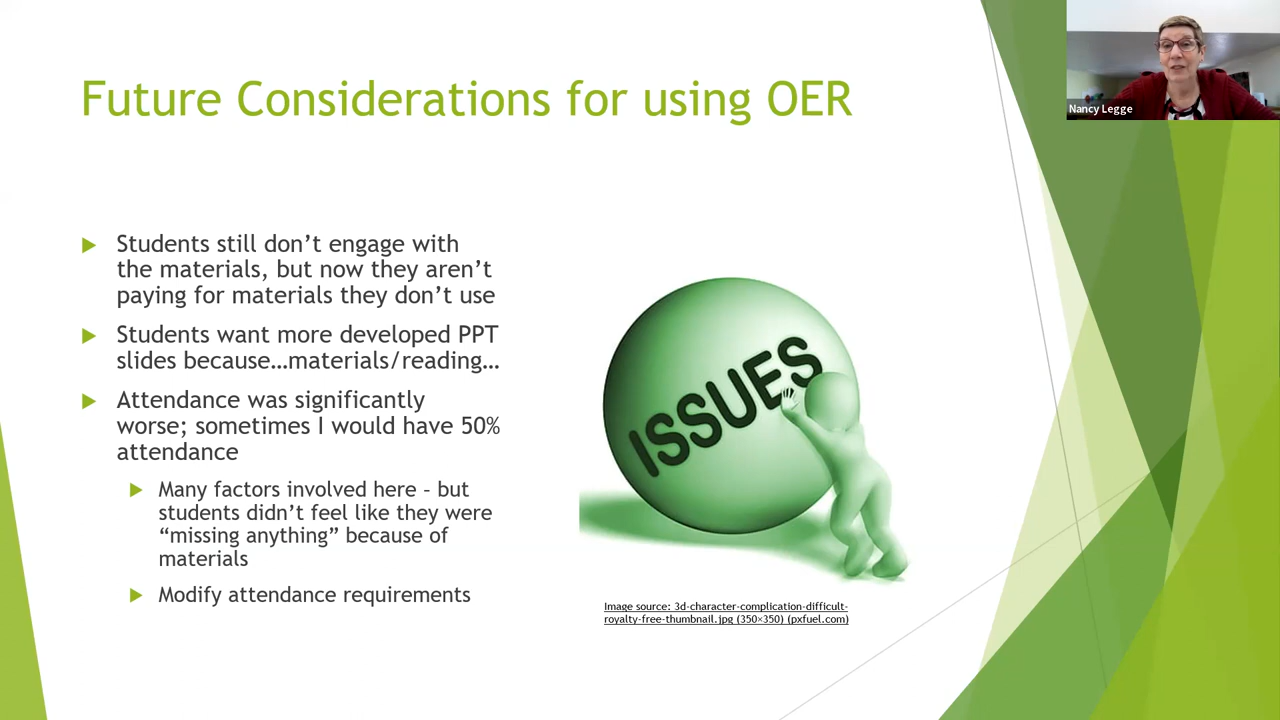 Future Considerations for using OER
Nancy Legge
Students still don’t engage with
the materials, but now they aren’t
paying for materials they don’t use
Students want more developed PPT
slides because…materials/reading…
Attendance was significantly
worse; sometimes I would have 50%
attendance
Many factors involved here – but
students didn’t feel like they were
“missing anything” because of
materials
Modify attendance requirements
ISSUES
Image source: 3d-character-complication-difficult-
royalty-free-thumbnail.jpg (350×350) (pxfuel.com)